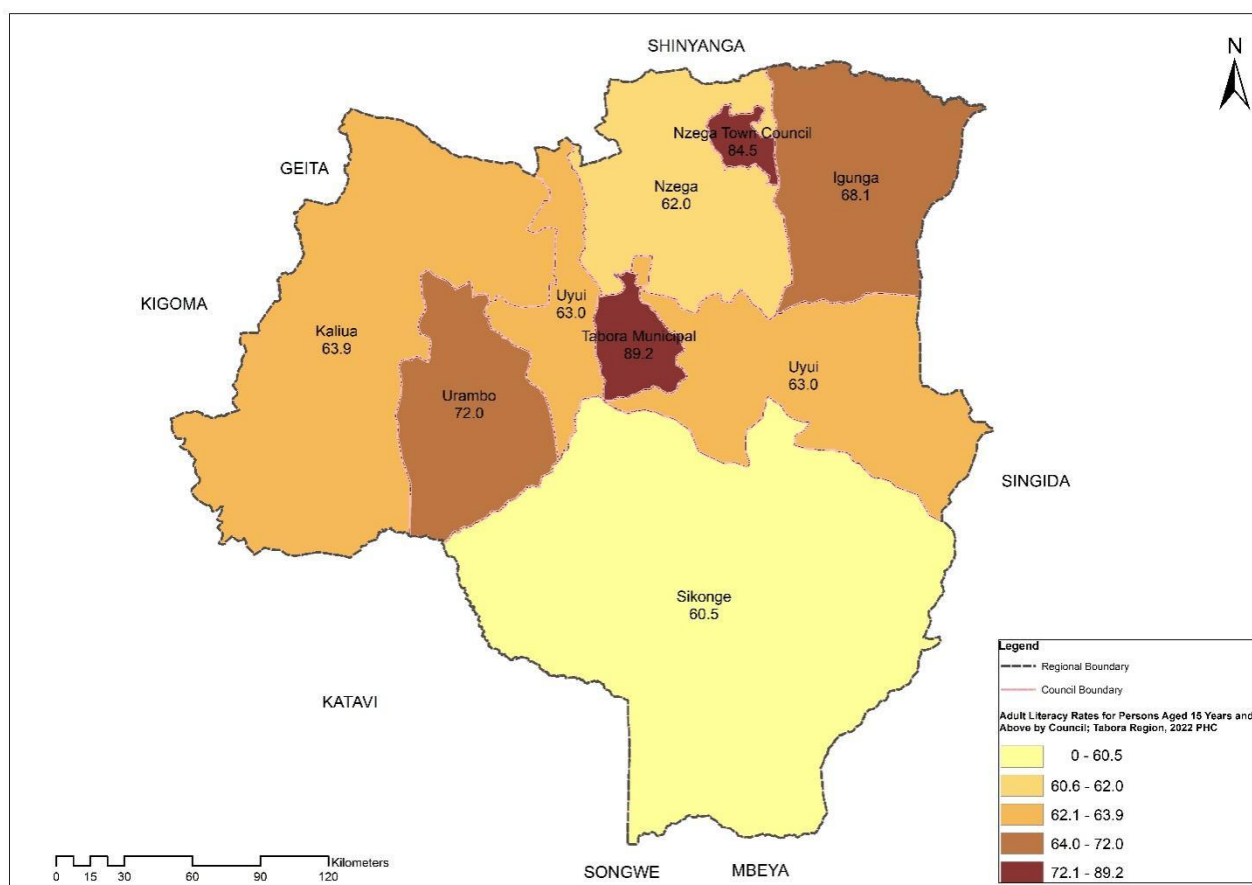 SHINYANGA
N
Nzega Town Council
84.5
GEITA
Igunga
68.1
Nzega
62.0
KIGOMA
Uyui
63.0
Kaliua
63.9
Tabora Municipal
89.2
Uyui
63.0
Urambo
72.0
SINGIDA
Sikonge
60.5
KATAVI
Legend
Regional Boundary
Council Boundary
Adult Literacy Rates for Persons Aged 15 Years and
Above by Council; Tabora Region, 2022 PHC
0 - 60.5
60.6 - 62.0
62.1 - 63.9
64.0 - 72.0
72.1 - 89.2
Kilometers
0 15 30 60 90 120
SONGWE MBEYA